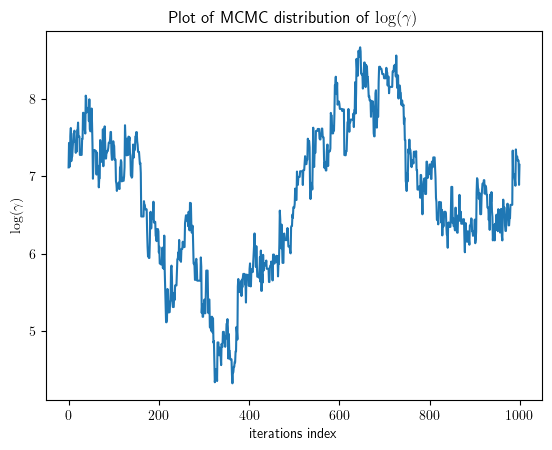 Plot of MCMC distribution of log(γ)
log(γ)
8
7
6
5
0 200 400 600 800 1000
iterations index